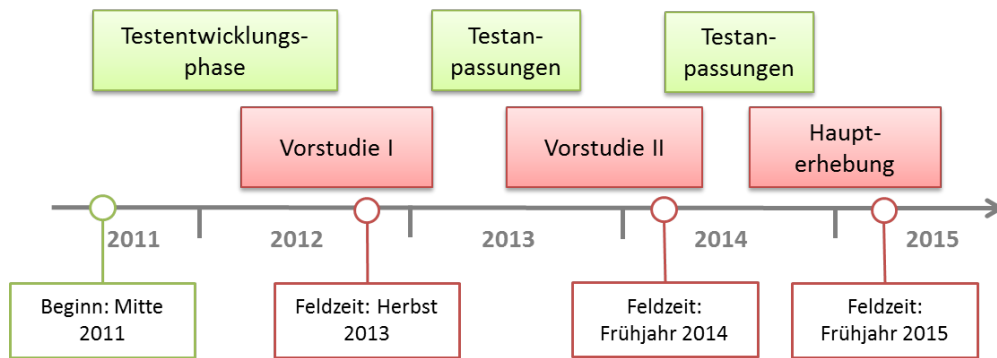 Testentwicklungs-
phase
Testan-
passungen
Testan-
passungen
Vorstudie I
Vorstudie II
Haupt-
erhebung
2011
2012
2013
2014
2015
Beginn: Mitte
2011
Feldzeit: Herbst
2013
Feldzeit:
Frühjahr 2014
Feldzeit:
Frühjahr 2015